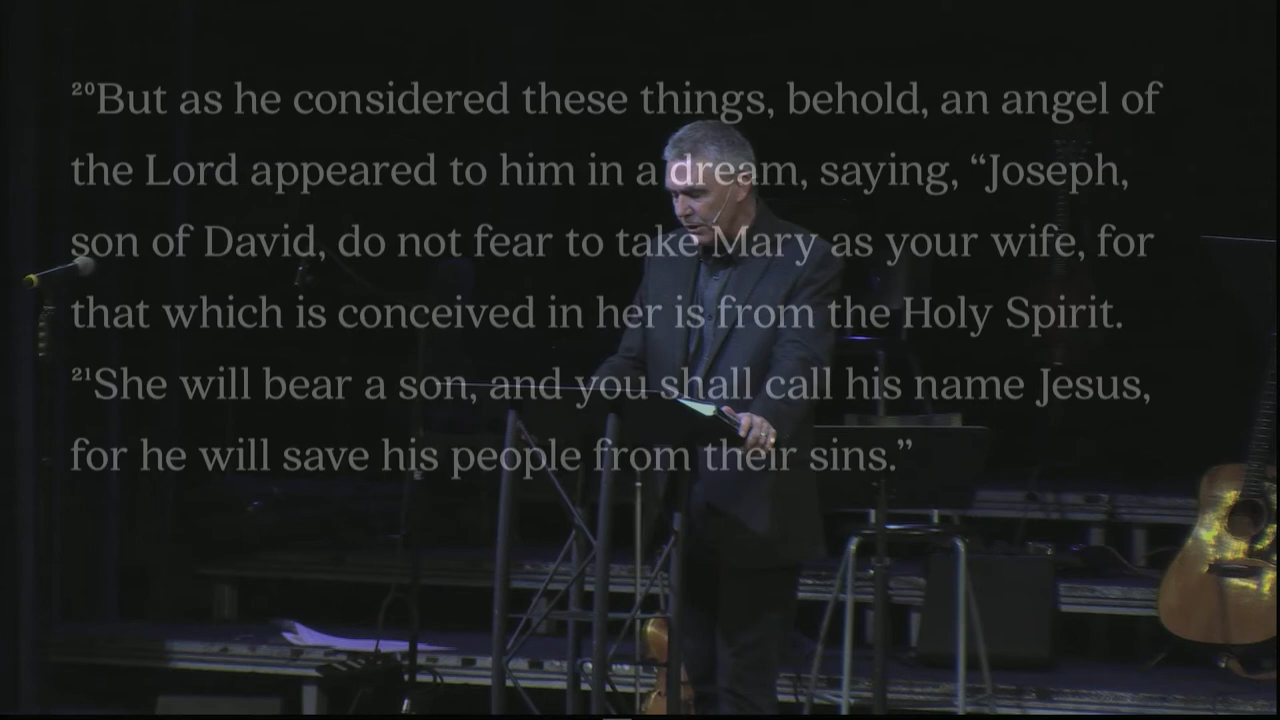 ²⁰But as he considered these things, behold, an angel of
the Lord appeared to him in a dream, saying, “Joseph,
son of David, do not fear to take Mary as your wife, for
that which is conceived in her is from the Holy Spirit.
²¹She will bear a son, and you shall call his name Jesus,
for he will save his people from their sins.”